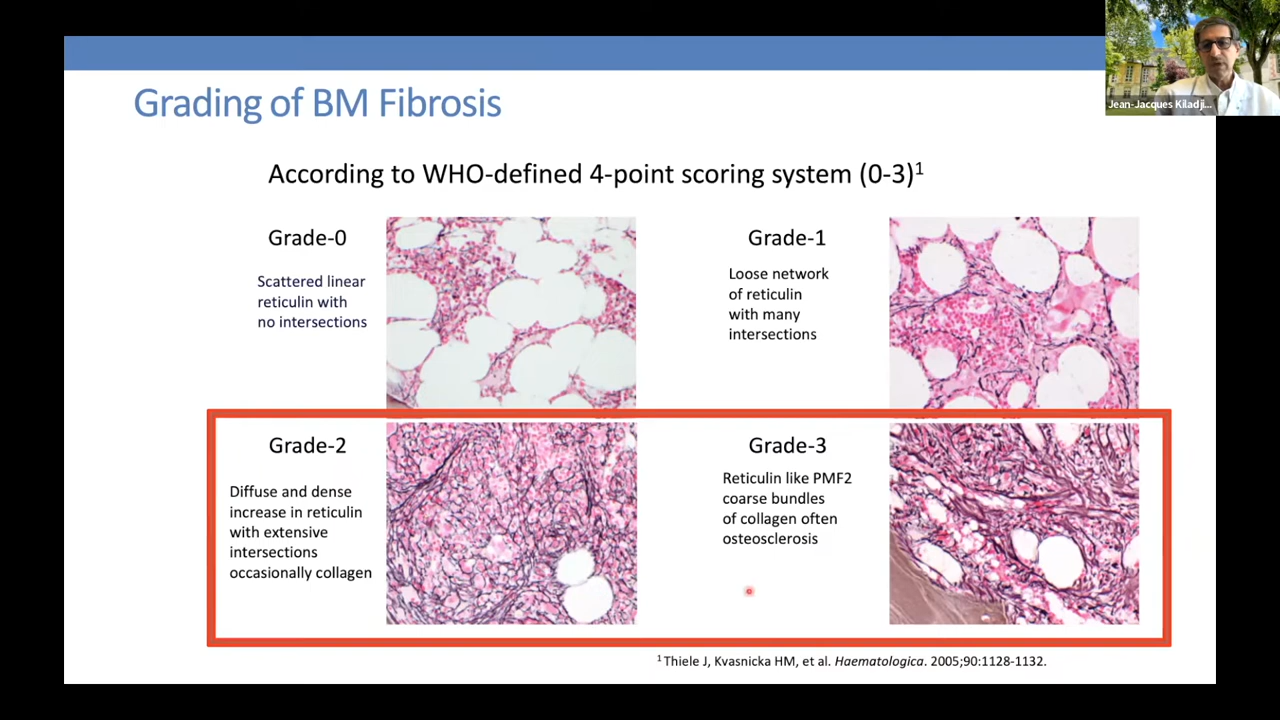 Jean-Jacques Kiladji...
Grading of BM Fibrosis
According to WHO-defined 4-point scoring system (0-3)¹
Grade-0
Scattered linear
reticulin with
no intersections
Grade-1
Loose network
of reticulin
with many
intersections
Grade-2
Diffuse and dense
increase in reticulin
with extensive
intersections
occasionally collagen
Grade-3
Reticulin like PMF2
coarse bundles
of collagen often
osteosclerosis
¹ Thiele J, Kvasnicka HM, et al. Haematologica. 2005;90:1128-1132.